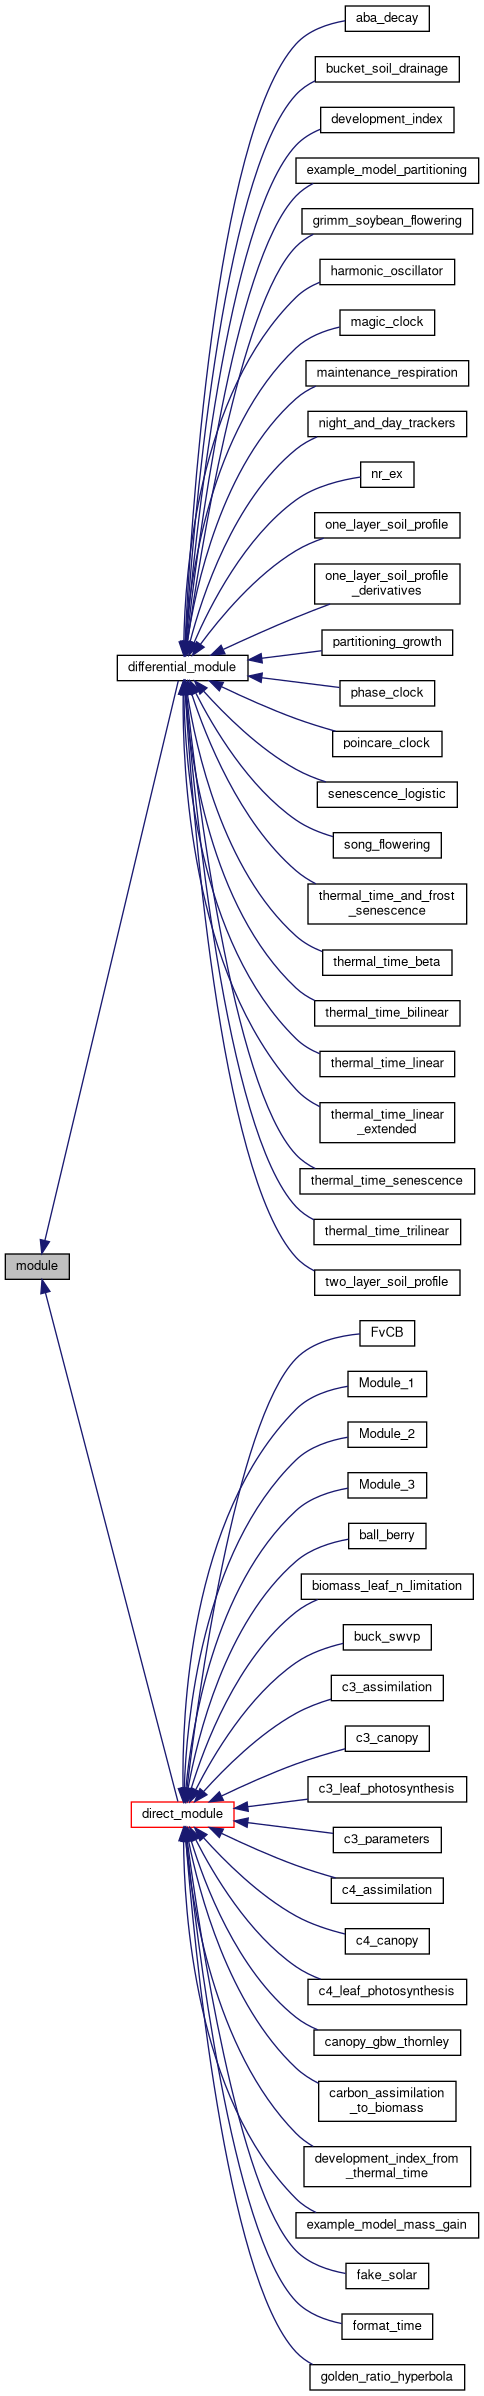 aba_decay
bucket_soil_drainage
development_index
example_model_partitioning
grimm_soybean_flowering
harmonic_oscillator
magic_clock
maintenance_respiration
night_and_day_trackers
nr_ex
one_layer_soil_profile
one_layer_soil_profile
_derivatives
partitioning_growth
differential_module
phase_clock
poincare_clock
senescence_logistic
song_flowering
thermal_time_and_frost
_senescence
thermal_time_beta
thermal_time_bilinear
thermal_time_linear
thermal_time_linear
_extended
thermal_time_senescence
thermal_time_trilinear
module
two_layer_soil_profile
FvCB
Module_1
Module_2
Module_3
ball_berry
biomass_leaf_n_limitation
buck_swvp
c3_assimilation
c3_canopy
c3_leaf_photosynthesis
direct_module
c3_parameters
c4_assimilation
c4_canopy
c4_leaf_photosynthesis
canopy_gbw_thornley
carbon_assimilation
_to_biomass
development_index_from
_thermal_time
example_model_mass_gain
fake_solar
format_time
golden_ratio_hyperbola